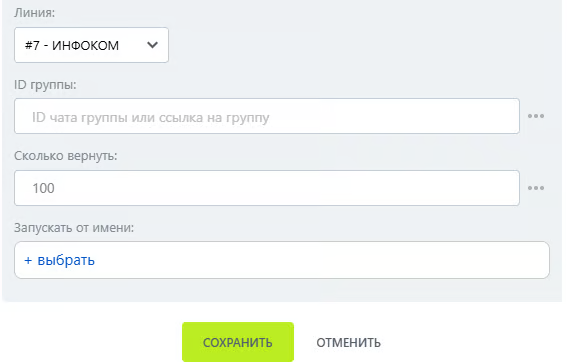 Линия:
#7 - ИНФОКОМ
ID группы:
ID чата группы или ссылка на группу
Сколько вернуть:
100
Запускать от имени:
+ выбрать
СОХРАНИТЬ ОТМЕНИТЬ